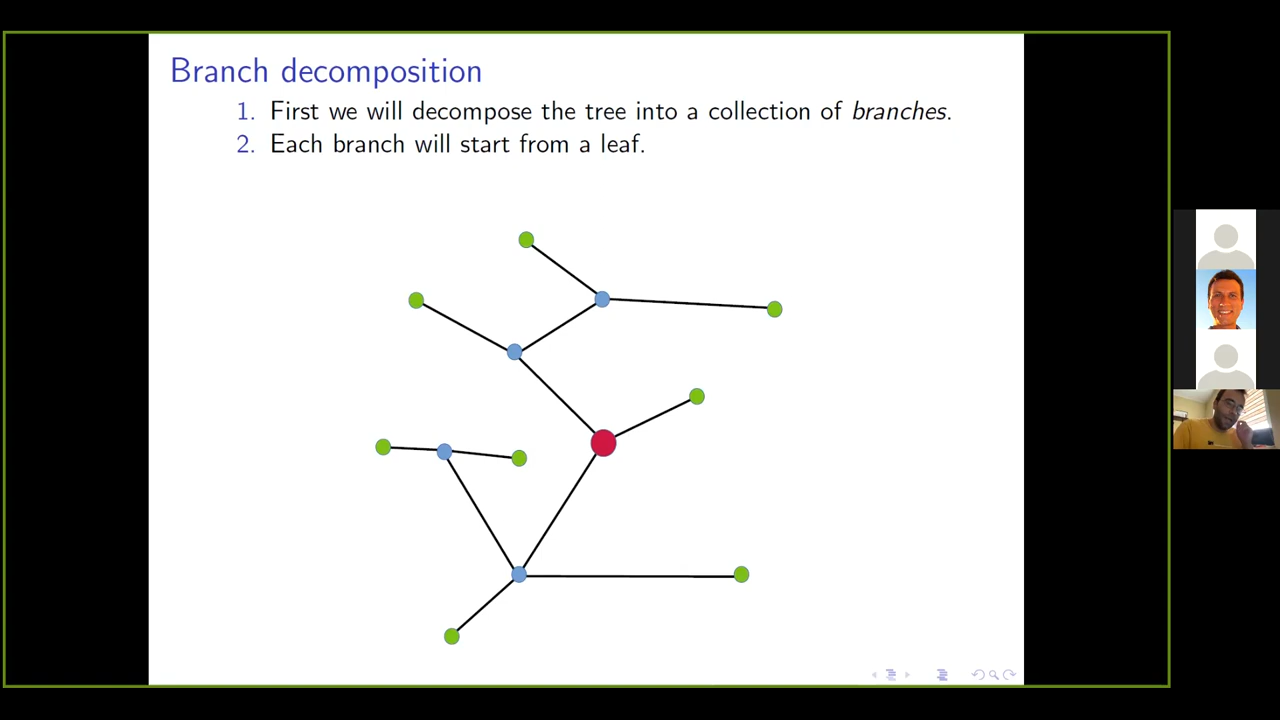 Branch decomposition
1. First we will decompose the tree into a collection of branches.
2. Each branch will start from a leaf.